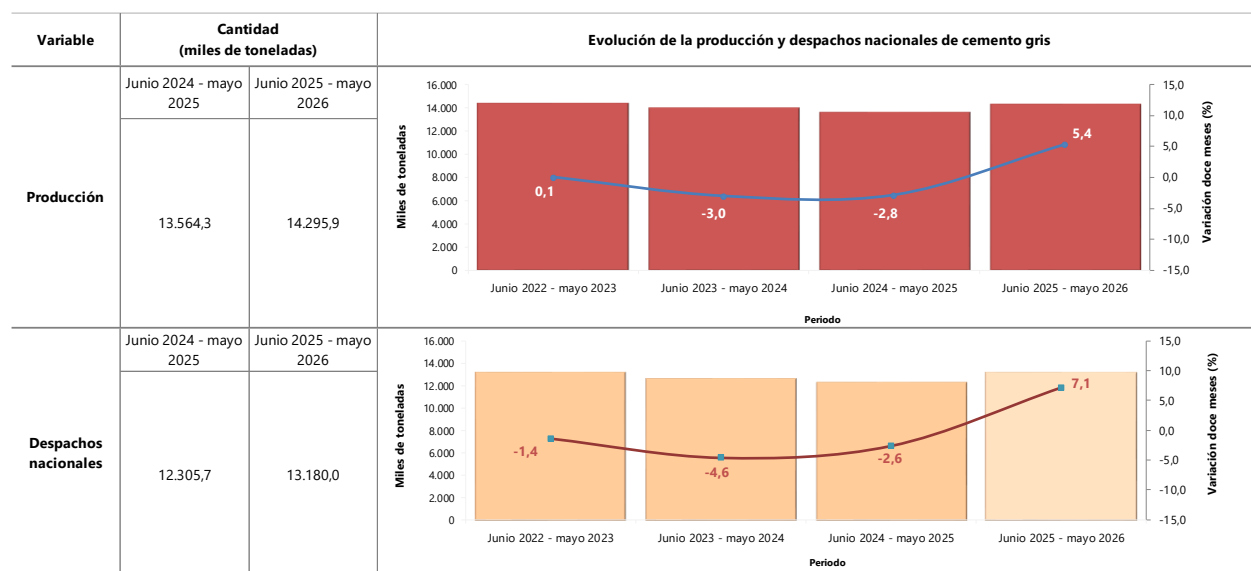 Variable
Cantidad
(miles de toneladas)
Evolución de la producción y despachos nacionales de cemento gris
Producción
Junio 2024 - mayo
2025
Junio 2025 - mayo
2026
13.564,3
14.295,9
Miles de toneladas
16.000
14.000
12.000
10.000
8.000
6.000
4.000
2.000
0
0,1
-3,0
-2,8
5,4
15,0
10,0
5,0
0,0
-5,0
-10,0
-15,0
Variación doce meses (%)
Junio 2022 - mayo 2023
Junio 2023 - mayo 2024
Junio 2024 - mayo 2025
Junio 2025 - mayo 2026
Periodo
Despachos
nacionales
Junio 2024 - mayo
2025
Junio 2025 - mayo
2026
12.305,7
13.180,0
Miles de toneladas
16.000
14.000
12.000
10.000
8.000
6.000
4.000
2.000
0
-1,4
-4,6
-2,6
7,1
15,0
10,0
5,0
0,0
-5,0
-10,0
-15,0
Variación doce meses (%)
Junio 2022 - mayo 2023
Junio 2023 - mayo 2024
Junio 2024 - mayo 2025
Junio 2025 - mayo 2026
Periodo